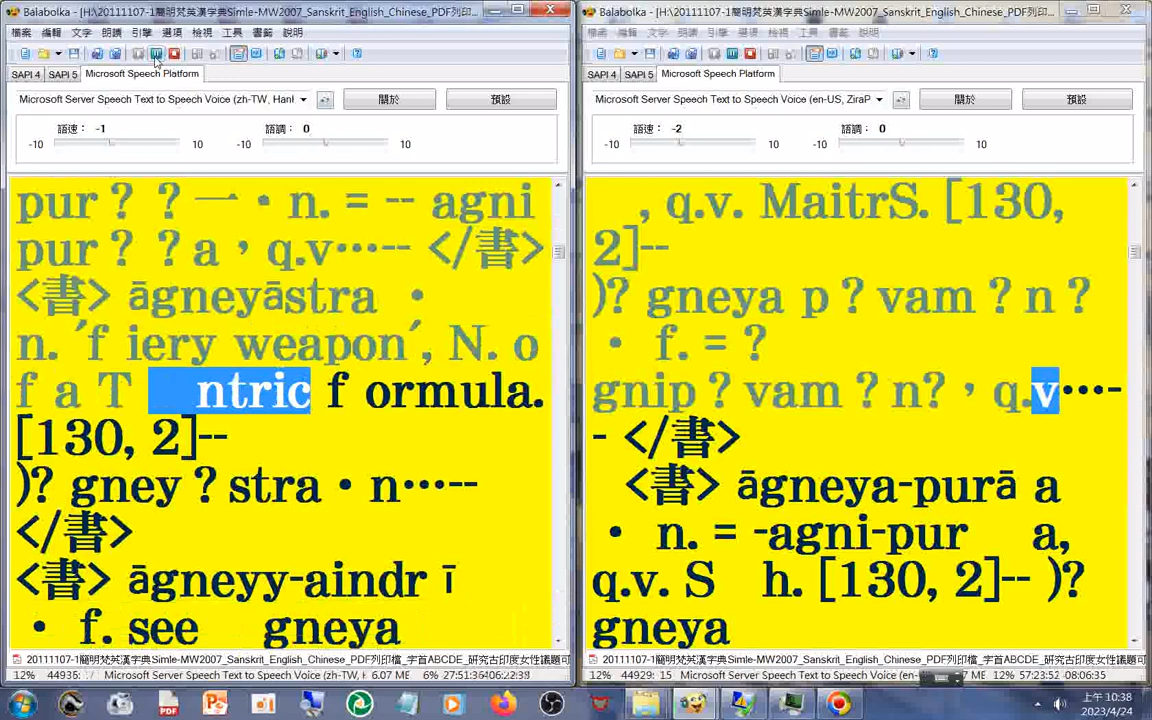 Balabolka - [H:\20111107-1簡明梵英漢字典Simle-MW2007_Sanskrit_English_Chinese_PDF列印...
檔案 編輯 文字 朗讀 引擎 選項 檢視 工具 書籤 說明
SAPI 4 SAPI 5 Microsoft Speech Platform
Microsoft Server Speech Text to Speech Voice (zh-TW, Hanl
關於 預設
語速： -1 語調： 0
-10 10 -10 10
pur ? ? 一 • n. = -- agni
pur ? ? a，q.v…-- </書>
<書> āgneyāstra •
n. ′f iery weapon′, N. o
f a T ntric f ormula.
[130, 2]--
)? gney ? stra • n…--
</書>
<書> āgneyy-aindr ī
• f. see gneya
20111107-1簡明梵英漢字典Simle-MW2007_Sanskrit_English_Chinese_PDF列印檔_字首ABCDE_研究古印度女性議題可
12% 44936: Microsoft Server Speech Text to Speech Voice (zh-TW, H 6.07 MB 6% 27:51:36
Balabolka - [H:\20111107-1簡明梵英漢字典Simle-MW2007_Sanskrit_English_Chinese_PDF列印...
檔案 編輯 文字 朗讀 引擎 選項 檢視 工具 書籤 說明
SAPI 4 SAPI 5 Microsoft Speech Platform
Microsoft Server Speech Text to Speech Voice (en-US, ZiraP
關於 預設
語速： -2 語調： 0
-10 10 -10 10
, q.v. MaitrS. [130,
2]--
)? gneya p ? vam ? n ?
• f. = ?
gnip ? vam ? n?，q.v…-
- </書>
<書> āgneya-purā a
• n. = -agni-pur a,
q.v. S h. [130, 2]-- )?
gneya
20111107-1簡明梵英漢字典Simle-MW2007_Sanskrit_English_Chinese_PDF列印檔_字首ABCDE_研究古印度女性議題可
12% 44929: 15 Microsoft Server Speech Text to Speech Voice 12% 57:23:52 -08:06:35
上午 10:38
2023/4/24